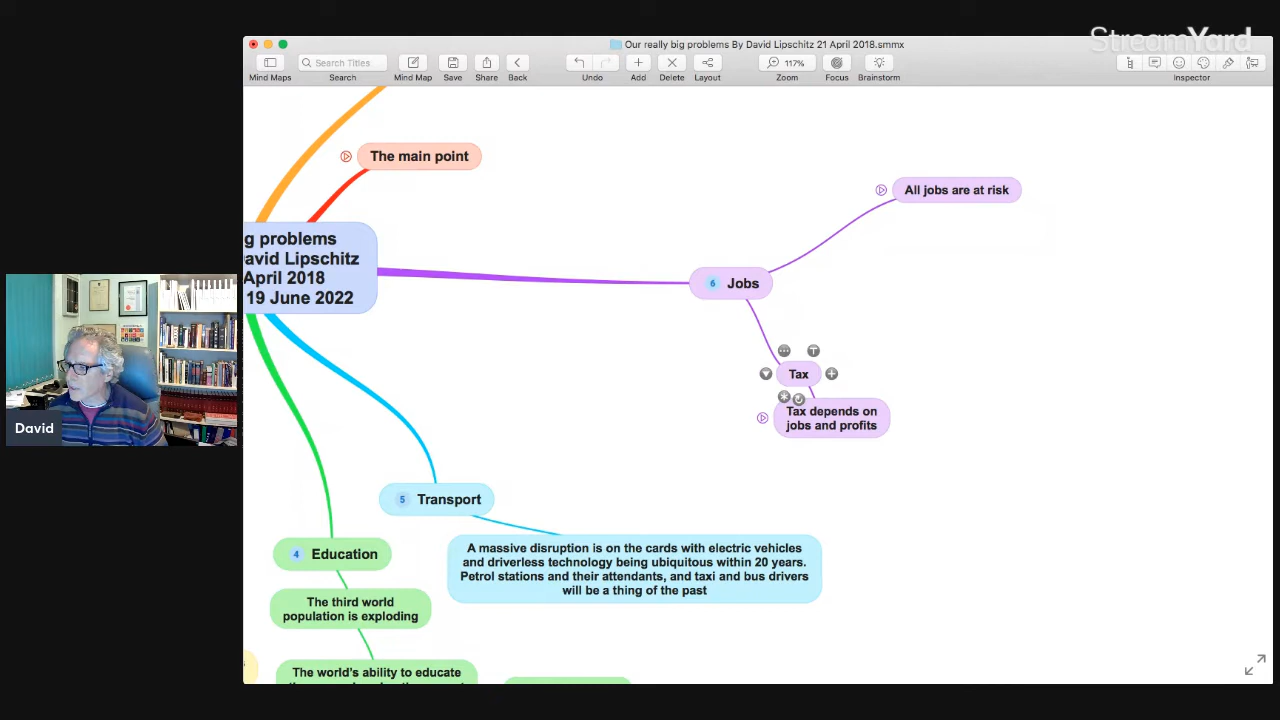 StreamYard
Our really big problems By David Lipschitz 21 April 2018.smmx
Search Titles
117%
Mind Maps
Search
Mind Map
Save
Share
Back
Undo
Add
Delete
Layout
Zoom
Focus
Brainstorm
Inspector
The main point
All jobs are at risk
g problems
avid Lipschitz
April 2018
19 June 2022
6 Jobs
Tax
Tax depends on
jobs and profits
David
5 Transport
A massive disruption is on the cards with electric vehicles
and driverless technology being ubiquitous within 20 years.
Petrol stations and their attendants, and taxi and bus drivers
will be a thing of the past
4 Education
The third world
population is exploding
The world's ability to educate